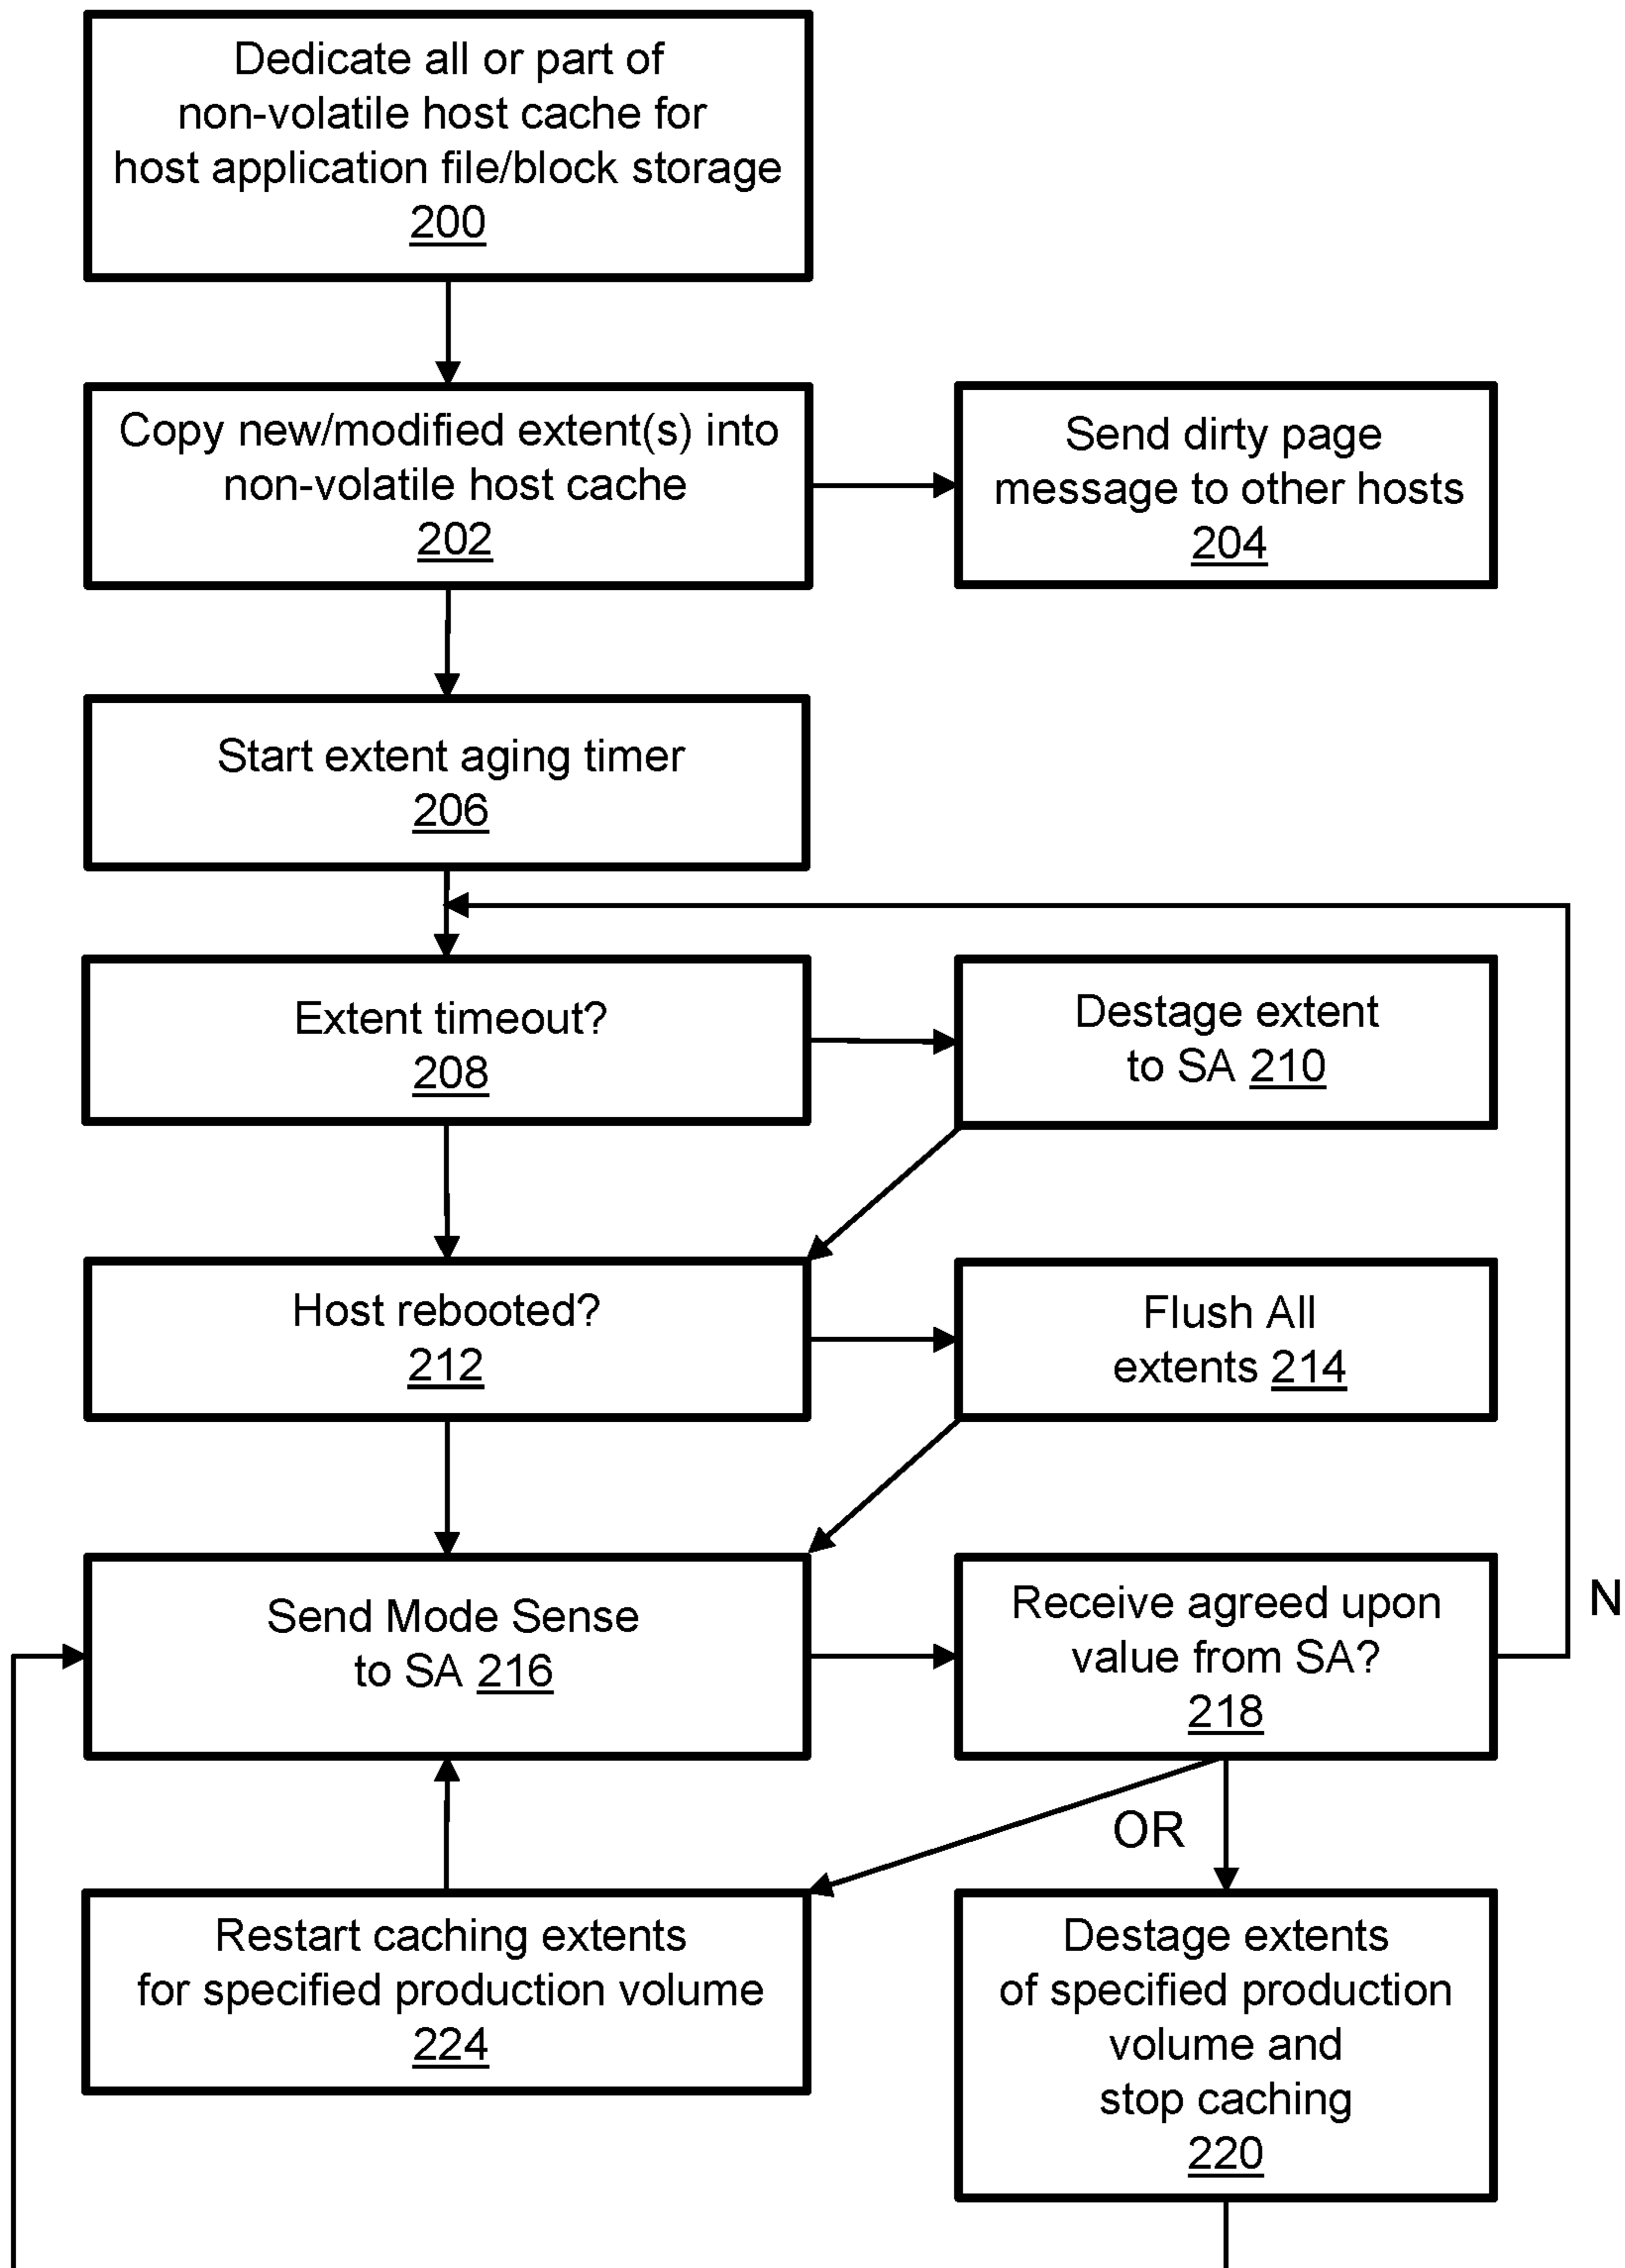 Dedicate all or part of
non-volatile host cache for
host application file/block storage
200
Copy new/modified extent(s) into
non-volatile host cache
202
Send dirty page
message to other hosts
204
Start extent aging timer
206
Extent timeout?
208
Destage extent
to SA 210
Host rebooted?
212
Flush All
extents 214
Send Mode Sense
to SA 216
Receive agreed upon
value from SA?
218
N
OR
Restart caching extents
for specified production volume
224
Destage extents
of specified production
volume and
stop caching
220